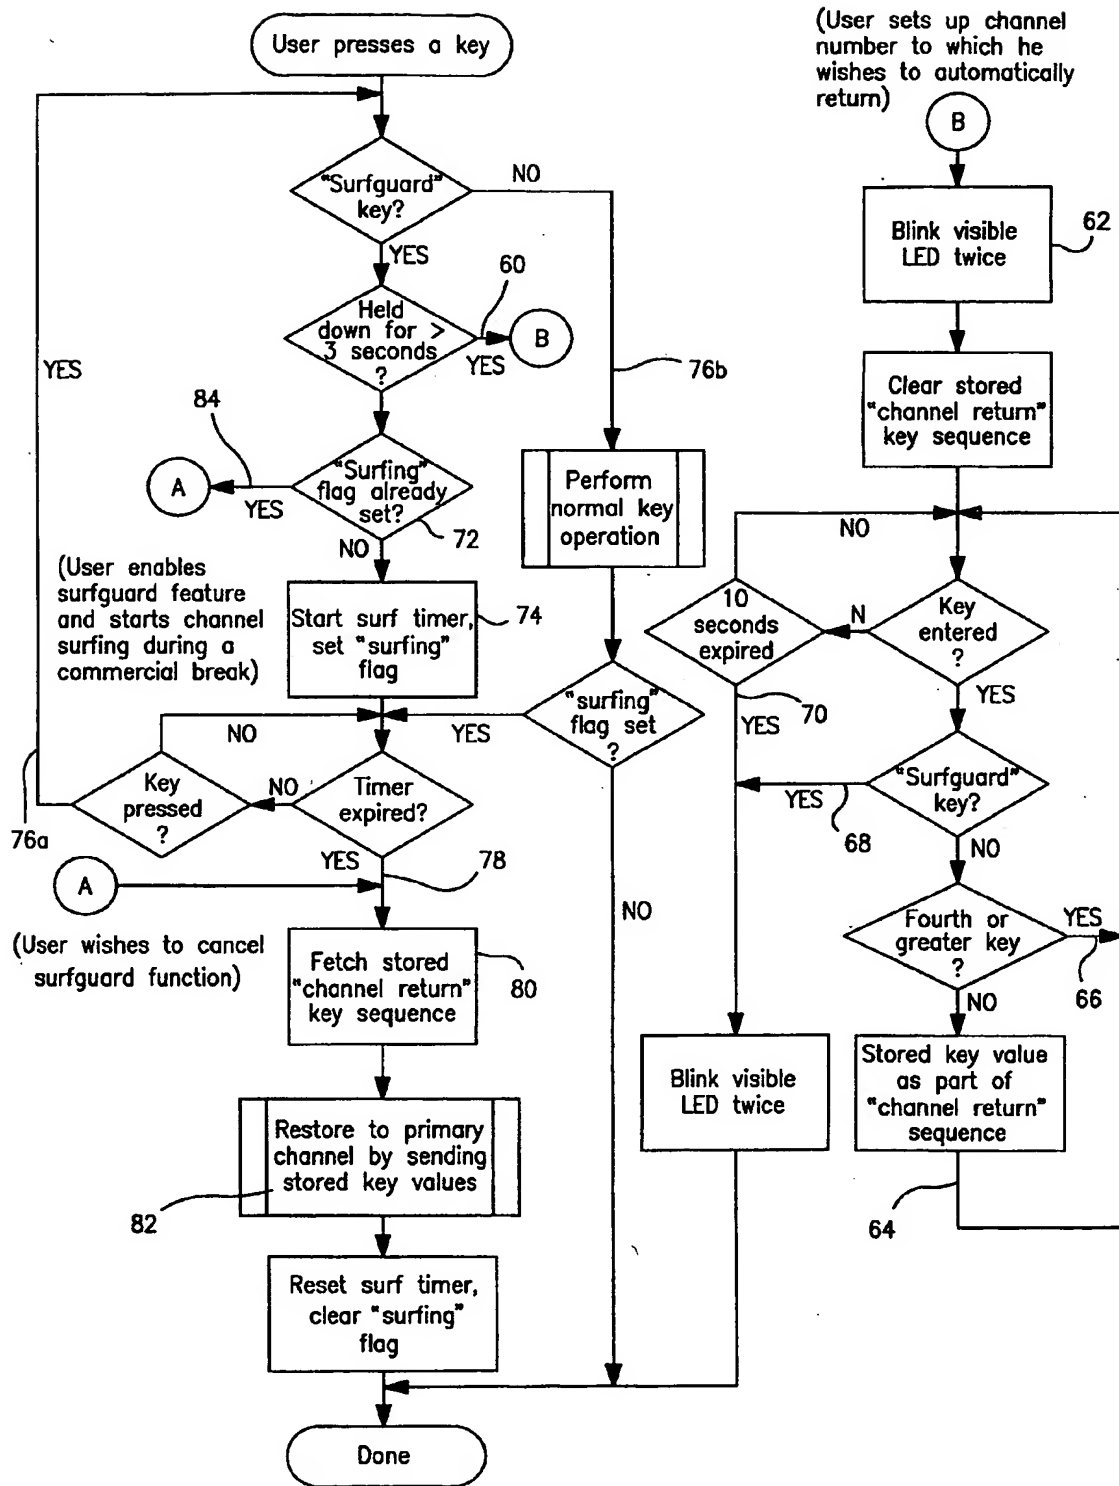 User presses a key
"Surfguard"
key?
NO
YES
Held
down for >
3 seconds
?
60
YES
B
84
A
YES
"Surfing"
flag already
set?
72
NO
(User enables
surfguard feature
and starts channel
surfing during a
commercial break)
Start surf timer,
set "surfing"
flag
74
76b
Perform
normal key
operation
"surfing"
flag set
?
YES
NO
NO
Key
pressed
?
NO
Timer
expired?
YES
YES
76a
78
A
(User wishes to cancel
surfguard function)
Fetch stored
"channel return"
key sequence
80
Restore to primary
channel by sending
stored key values
82
Reset surf timer,
clear "surfing"
flag
Done
(User sets up channel
number to which he
wishes to automatically
return)
B
Blink visible
LED twice
62
Clear stored
"channel return"
key sequence
NO
10
seconds
expired
N
Key
entered
?
YES
70
YES
"Surfguard"
key?
YES
68
NO
Fourth or
greater key
?
YES
66
NO
Stored key value
as part of
"channel return"
sequence
64
Blink visible
LED twice